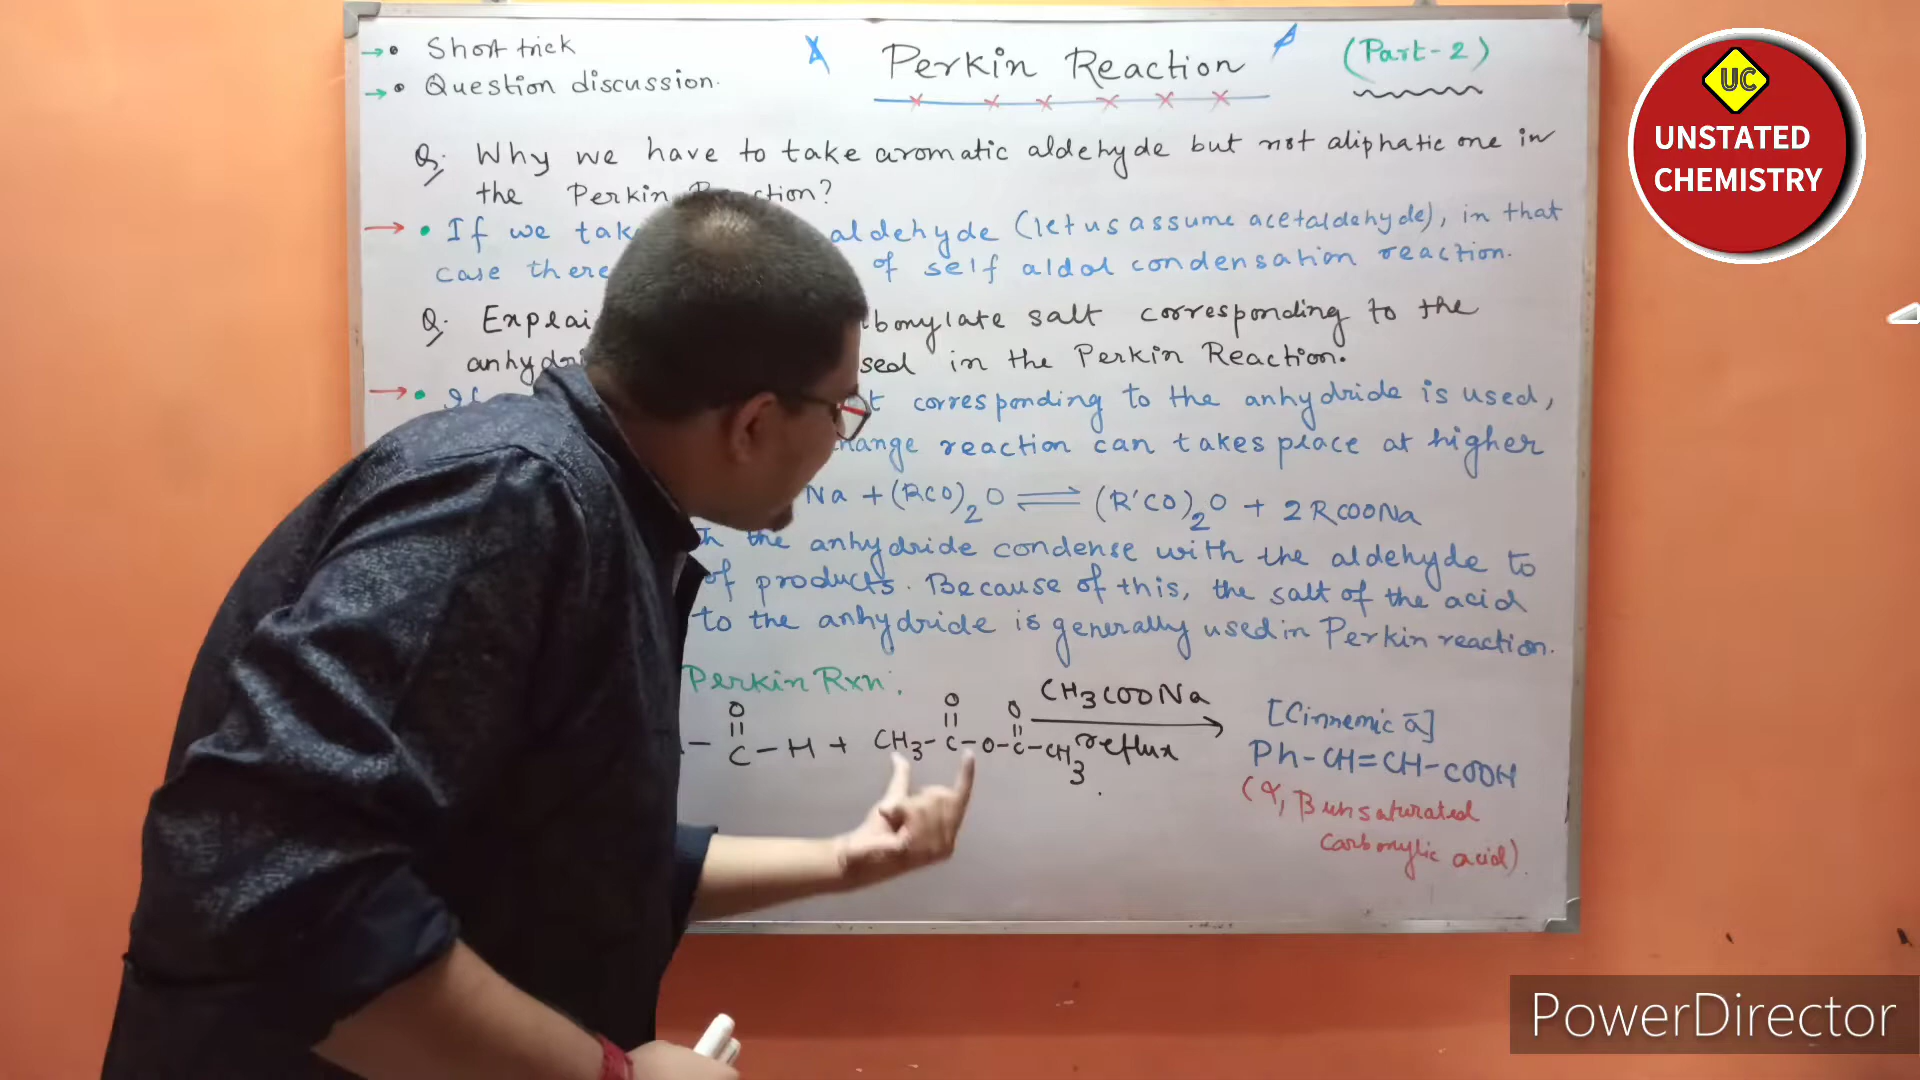 • Short trick
• Question discussion.
Perkin Reaction
(Part-2)
Q. Why we have to take aromatic aldehyde but not aliphatic one in
the Perkin Reaction?
• If we take aldehyde (let us assume acetaldehyde), in that
case there of self aldol condensation reaction.
Q. salt corresponding to the
in the Perkin Reaction.
• corresponding to the anhydride is used,
reaction can takes place at higher
Na + (RCO)2O ⇌ (R'CO)2O + 2RCOONa
the anhydride condense with the aldehyde to
of products. Because of this, the salt of the acid
to the anhydride is generally used in Perkin reaction.
Perkin Rxn:
O
||
- C - H + CH3 - C - O - C - CH3
O O
|| ||
CH3COONa
reflux
[Cinnemic ā]
Ph-CH=CH-COOH
(α, β unsaturated
carbonylic acid)
UC
UNSTATED
CHEMISTRY
PowerDirector